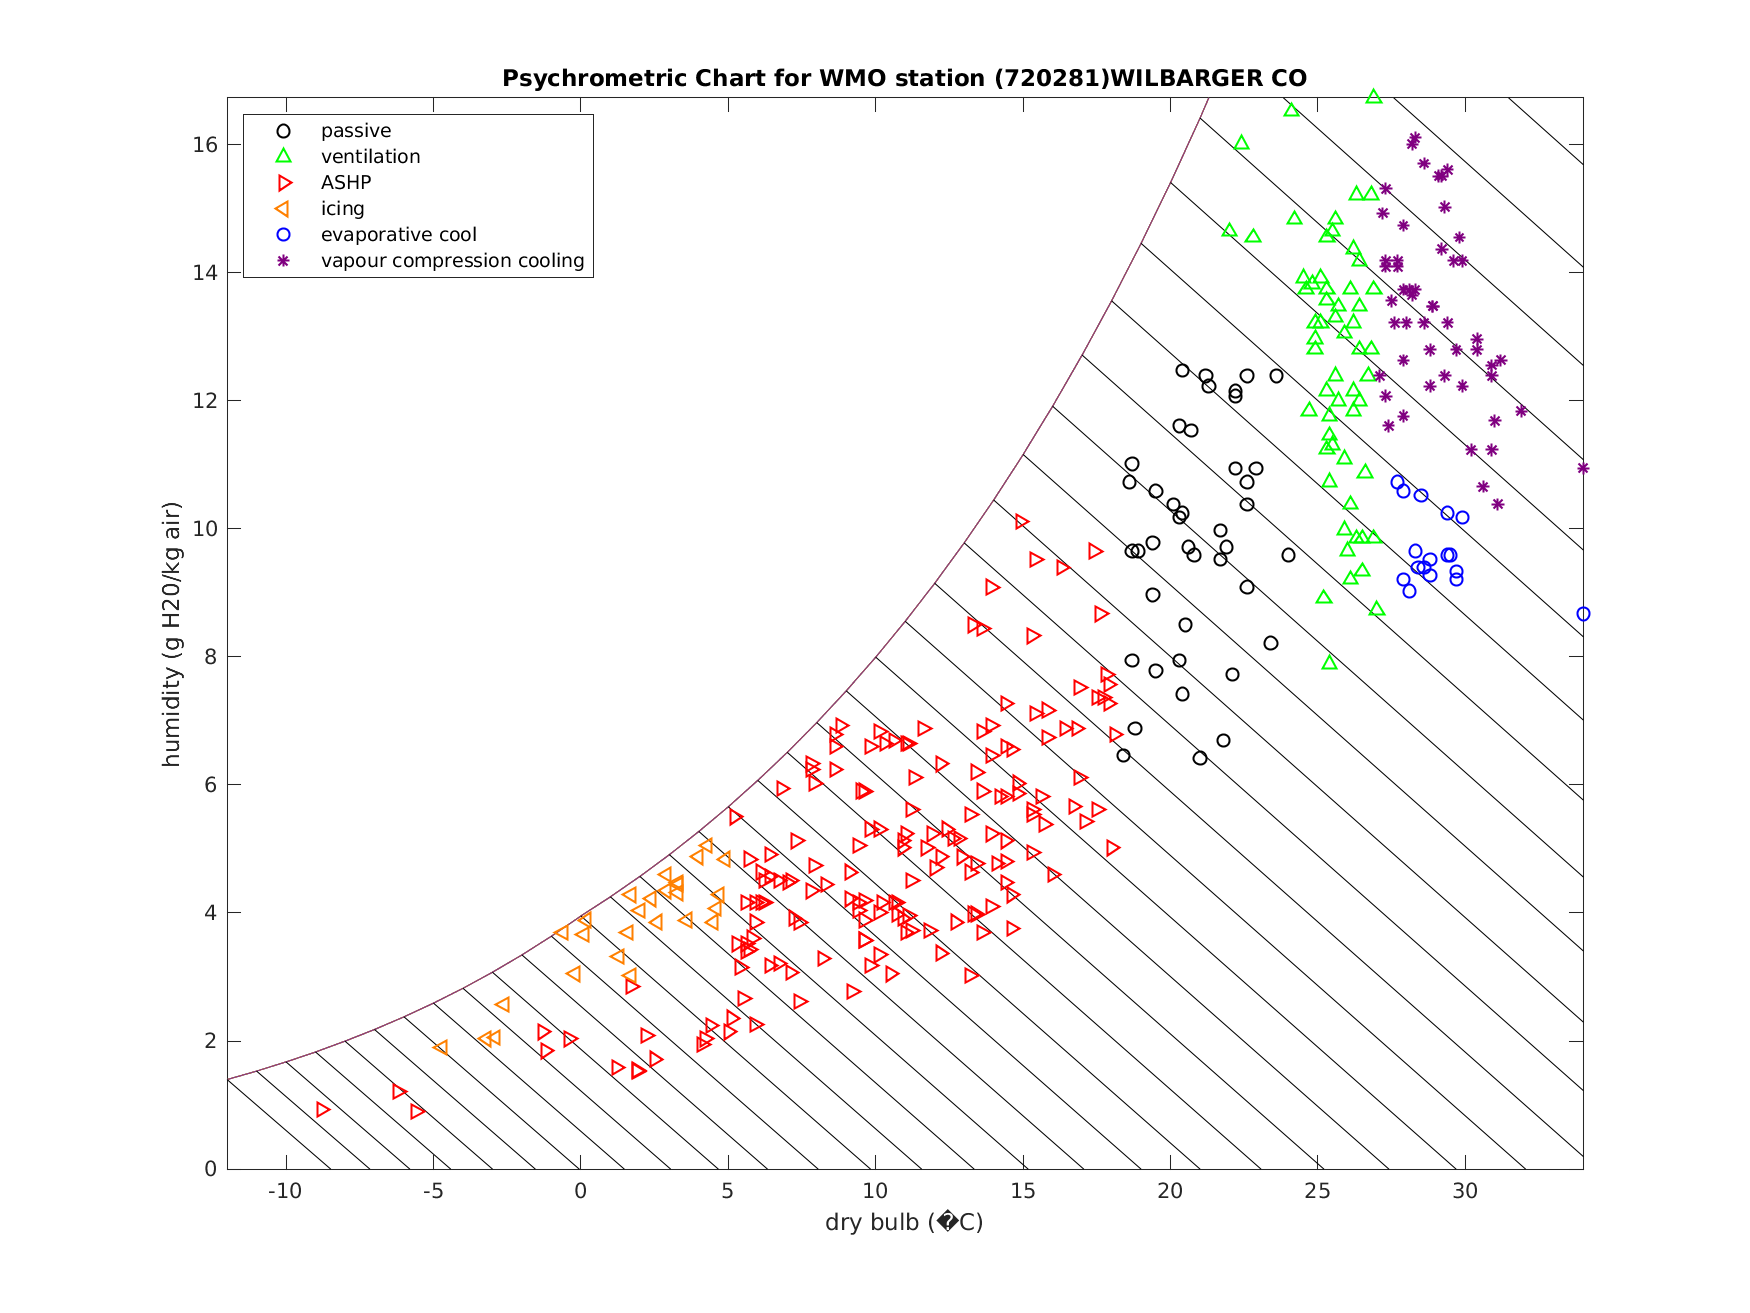 Psychrometric Chart for WMO station (720281)WILBARGER CO
passive
ventilation
ASHP
icing
evaporative cool
vapour compression cooling
humidity (g H20/kg air)
16
14
12
10
8
6
4
2
0
-10 -5 0 5 10 15 20 25 30
dry bulb (�C)